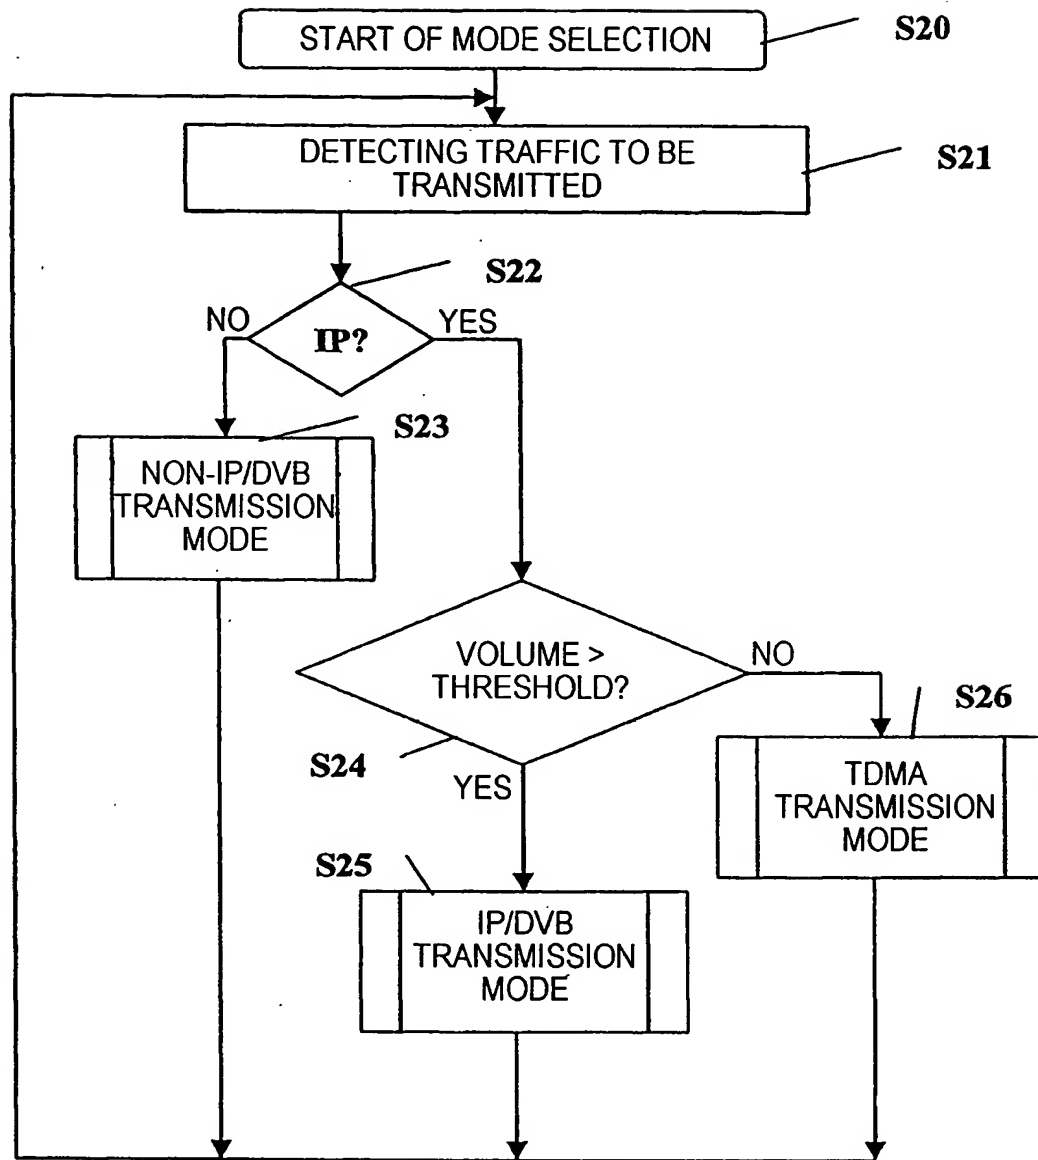 START OF MODE SELECTION
S20
DETECTING TRAFFIC TO BE
TRANSMITTED
S21
S22
NO
IP?
YES
S23
NON-IP/DVB
TRANSMISSION
MODE
VOLUME >
THRESHOLD?
NO
S24
YES
S26
TDMA
TRANSMISSION
MODE
S25
IP/DVB
TRANSMISSION
MODE